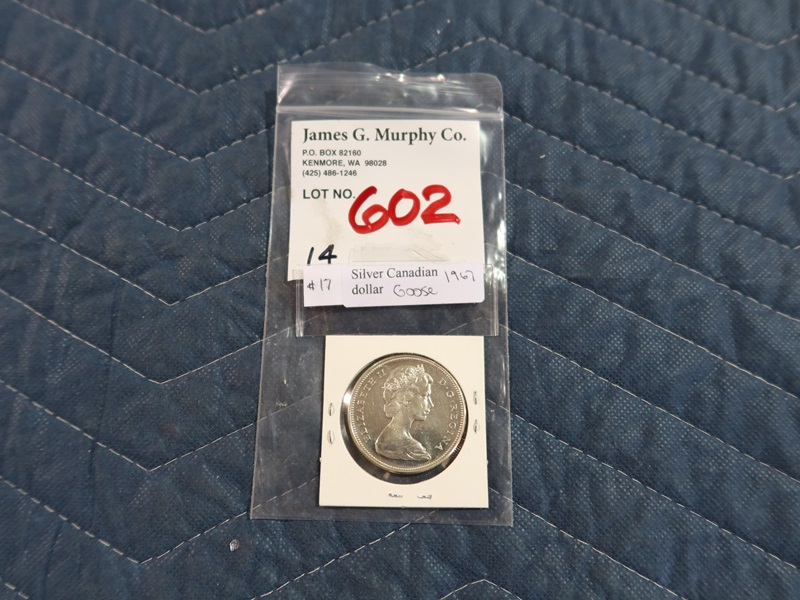 James G. Murphy Co.
P.O. BOX 82160
KENMORE, WA 98028
(425) 486-1246
LOT NO. 602
14
#17
Silver Canadian 1967
dollar Goose
ELIZABETH II D·G·REGINA